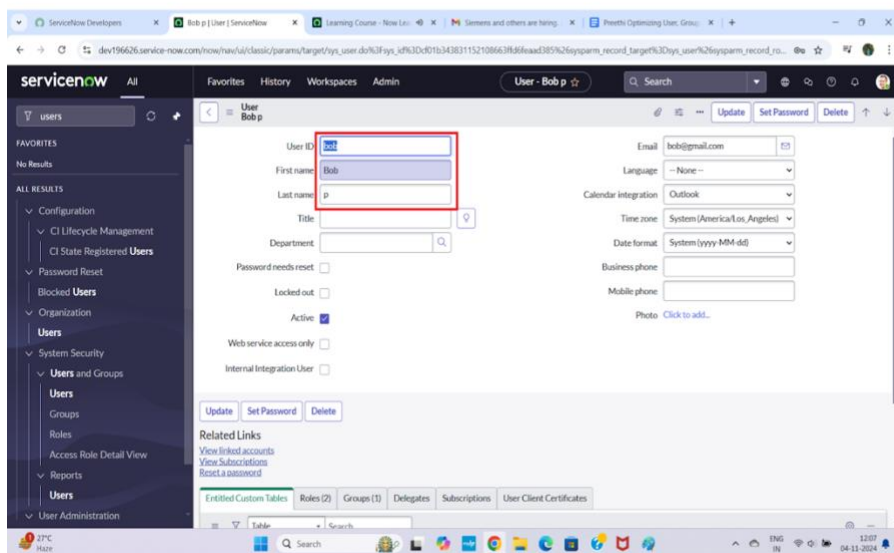 ServiceNow Developers
Bob p | User | ServiceNow
Learning Course - Now Lea
Siemens and others are hiring
Preethi Optimizing User, Group
dev196626.service-now.com/now/nav/ui/classic/params/target/sys_user.do%3Fsys_id%3Dcf01b34383115210866 3ffd6feaad385%26sysparm_record_target%3Dsys_user%26sysparm_record_ro...
servicenow All Favorites History Workspaces Admin User - Bob p Search
users
User
Bob p
Update Set Password Delete
FAVORITES
No Results
ALL RESULTS
Configuration
CI Lifecycle Management
CI State Registered Users
Password Reset
Blocked Users
Organization
Users
System Security
Users and Groups
Users
Groups
Roles
Access Role Detail View
Reports
Users
User Administration
User ID bob
First name Bob
Last name p
Title
Department
Password needs reset
Locked out
Active
Web service access only
Internal Integration User
Email bob@gmail.com
Language -- None --
Calendar integration Outlook
Time zone System (America/Los_Angeles)
Date format System (yyyy-MM-dd)
Business phone
Mobile phone
Photo Click to add...
Update Set Password Delete
Related Links
View linked accounts
View Subscriptions
Reset a password
Entitled Custom Tables Roles (2) Groups (1) Delegates Subscriptions User Client Certificates
Table Search
27°C
Haze
Search
ENG
IN
12:07
04-11-2024